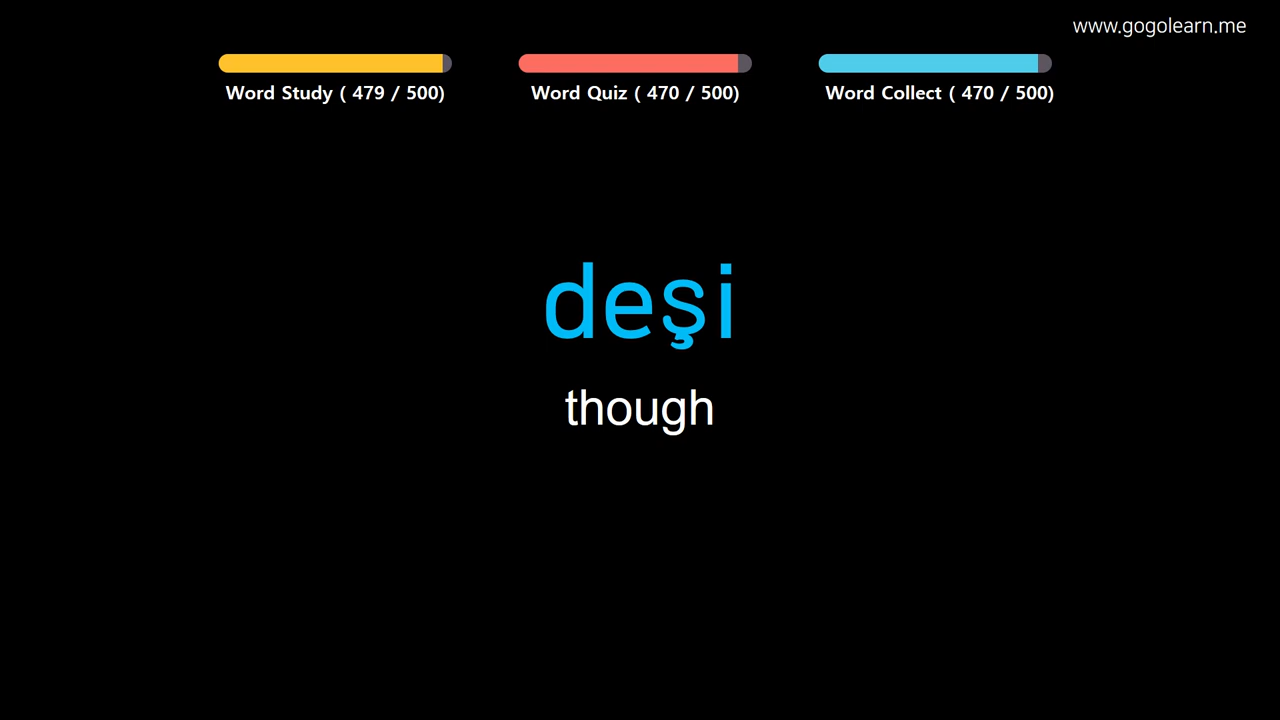 www.gogolearn.me
Word Study ( 479 / 500)
Word Quiz ( 470 / 500)
Word Collect ( 470 / 500)
deşi
though